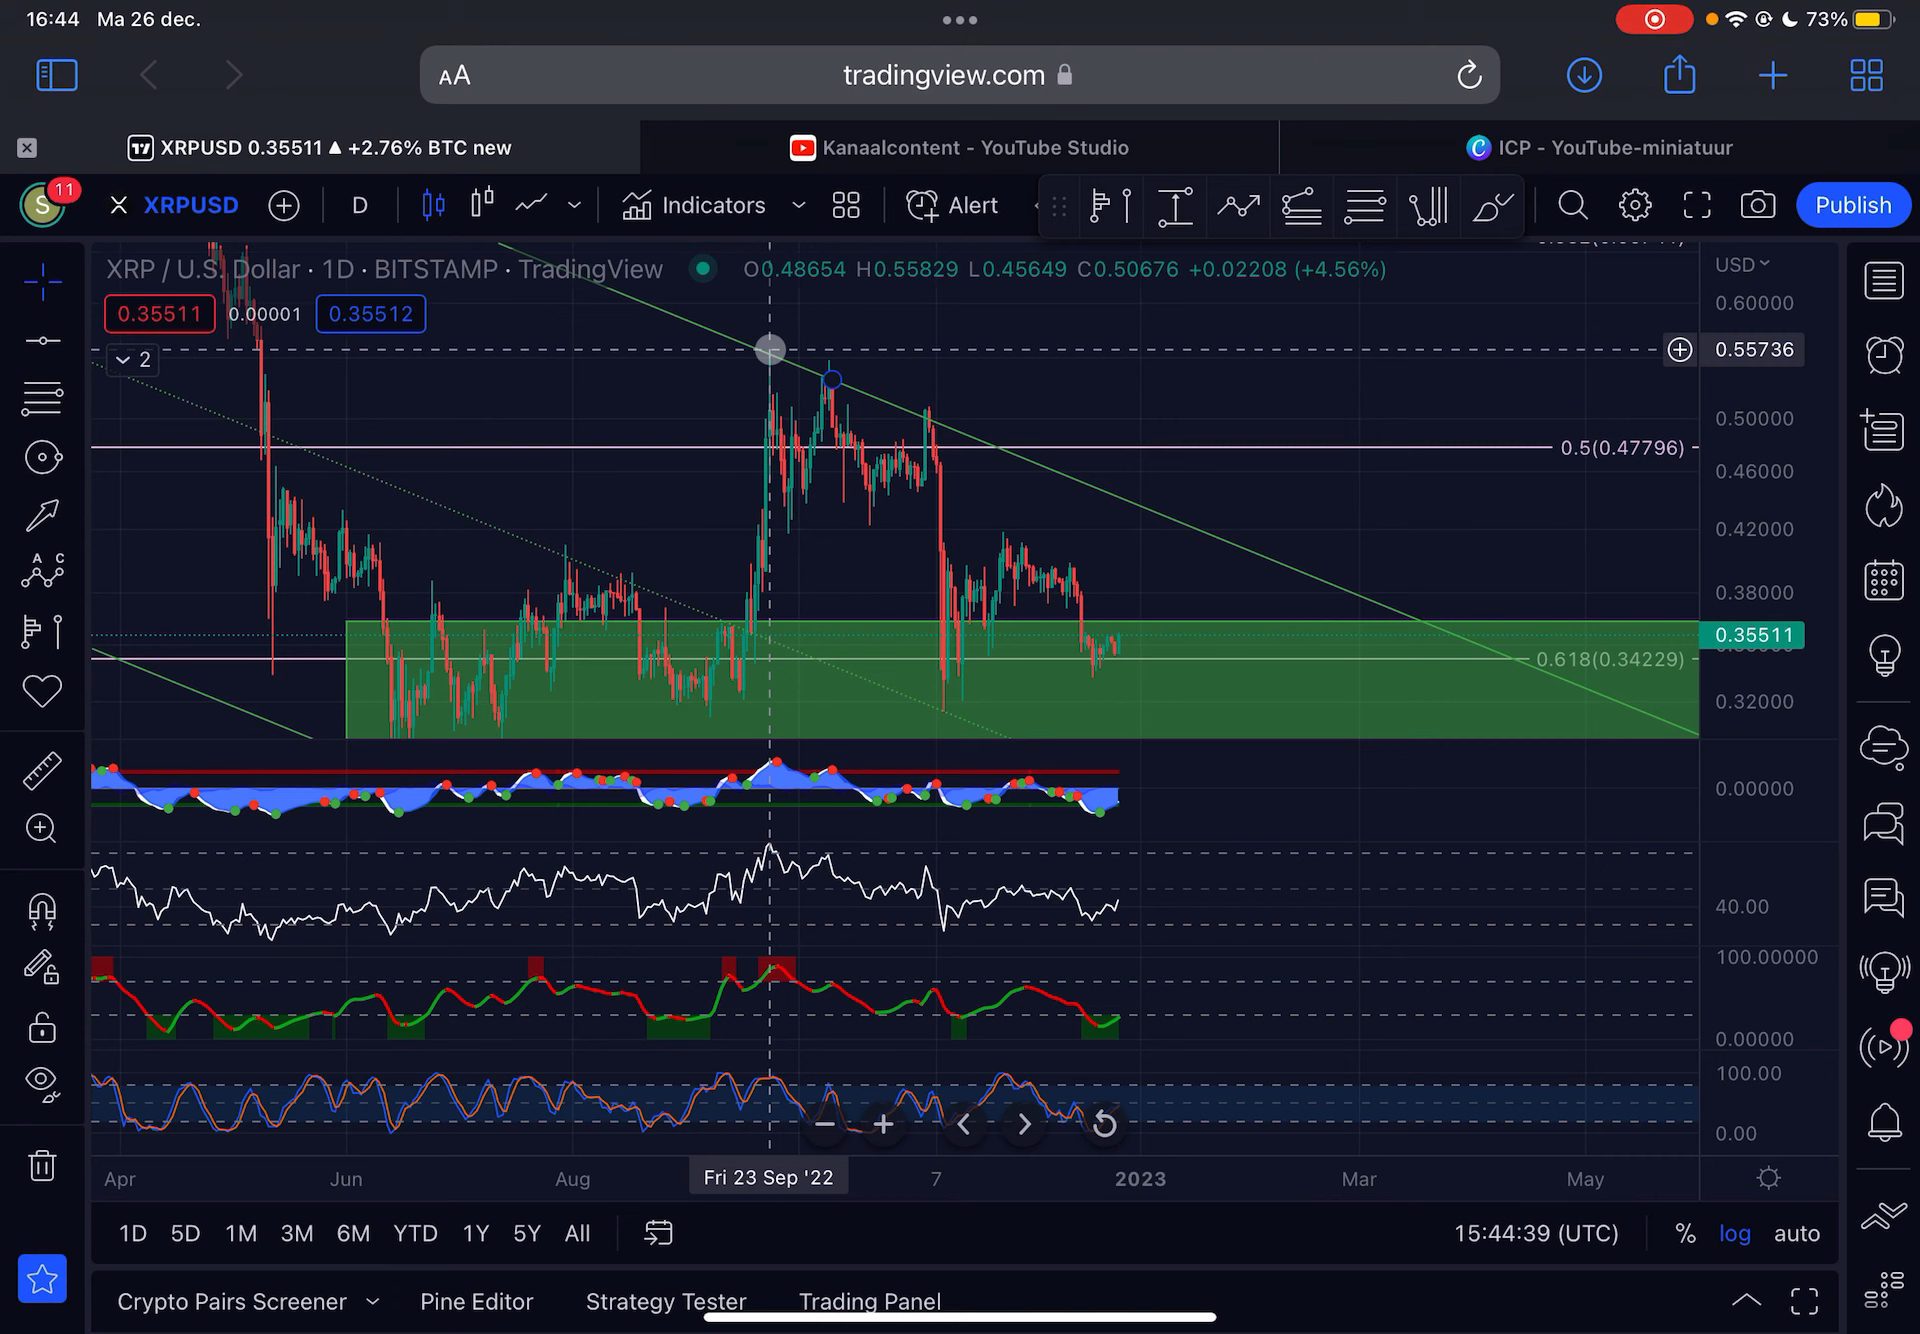 16:44 Ma 26 dec.
73%
AA
tradingview.com
XRPUSD 0.35511 ▲ +2.76% BTC new
Kanaalcontent - YouTube Studio
ICP - YouTube-miniatuur
S
11
XRPUSD
D
Indicators
Alert
Publish
XRP / U.S. Dollar · 1D · BITSTAMP · TradingView
O0.48654 H0.55829 L0.45649 C0.50676 +0.02208 (+4.56%)
USD
0.60000
0.35511
0.00001
0.35512
2
0.55736
0.50000
0.5(0.47796)
0.46000
0.42000
0.38000
0.35511
0.618(0.34229)
0.32000
0.00000
40.00
100.00000
0.00000
100.00
0.00
Apr
Jun
Aug
Fri 23 Sep '22
7
2023
Mar
May
1D 5D 1M 3M 6M YTD 1Y 5Y All
15:44:39 (UTC)
% log auto
Crypto Pairs Screener
Pine Editor
Strategy Tester
Trading Panel